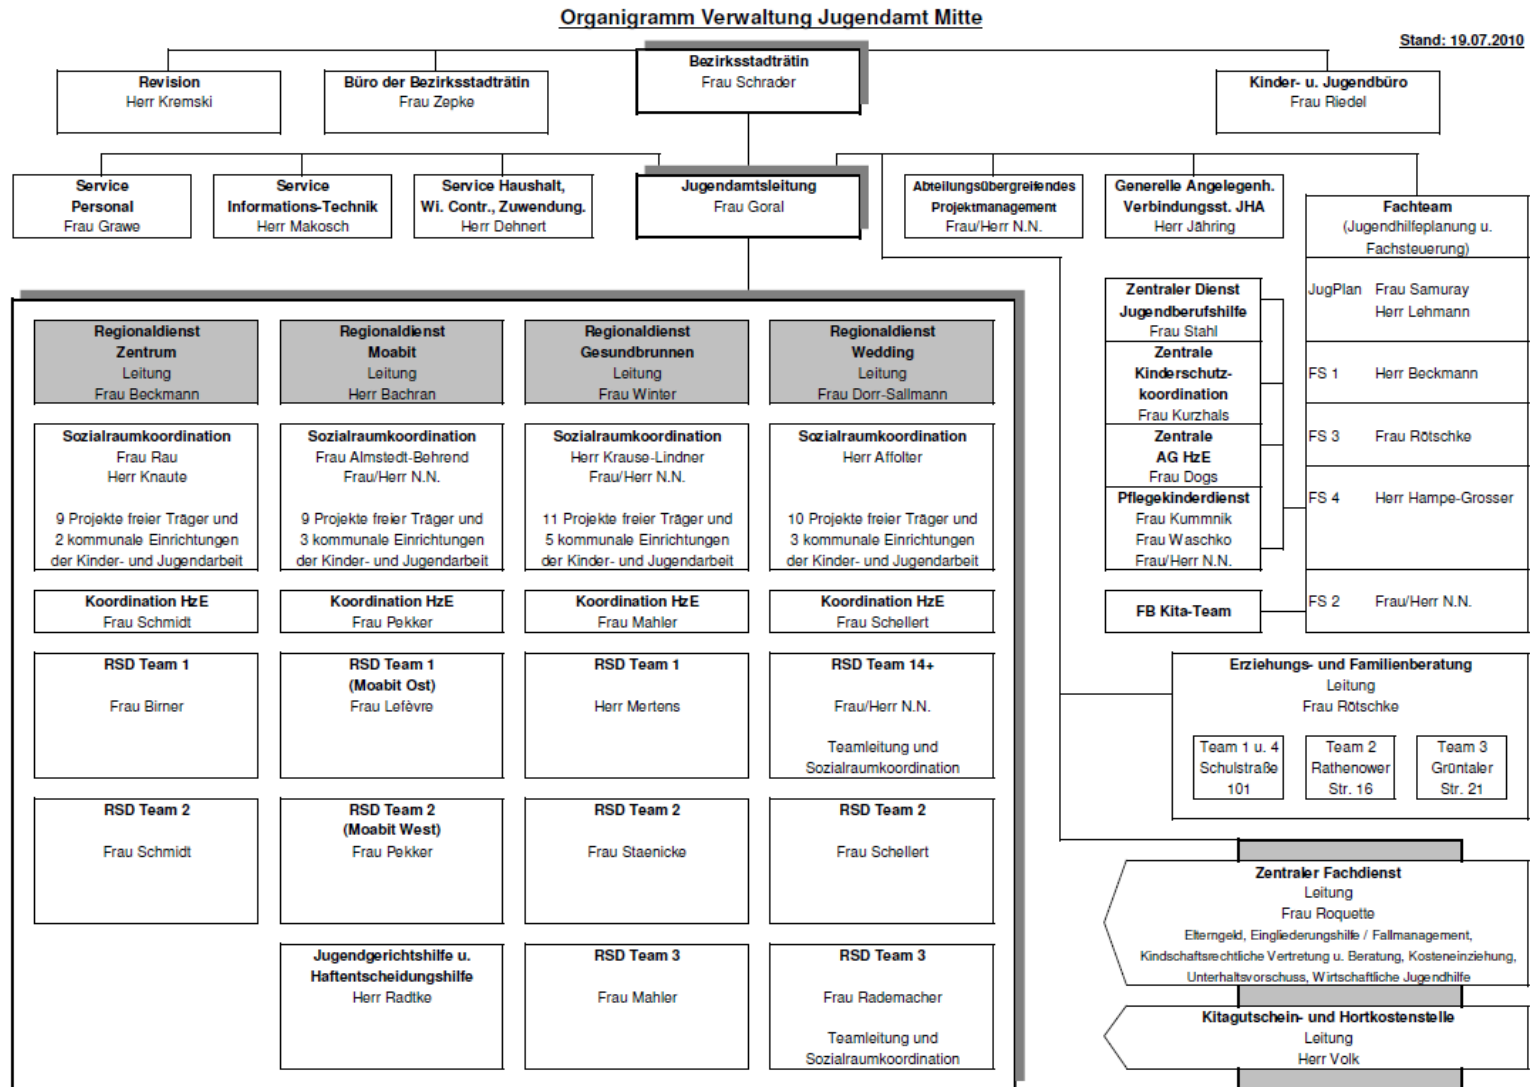 Organigramm Verwaltung Jugendamt Mitte
Stand: 19.07.2010
Bezirksstadträtin
Frau Schrader
Revision
Herr Kremski
Büro der Bezirksstadträtin
Frau Zepke
Kinder- u. Jugendbüro
Frau Riedel
Service
Personal
Frau Grawe
Service
Informations-Technik
Herr Makosch
Service Haushalt,
Wi. Contr., Zuwendung.
Herr Dehnert
Jugendamtsleitung
Frau Goral
Abteilungsübergreifendes
Projektmanagement
Frau/Herr N.N.
Generelle Angelegenh.
Verbindungsst. JHA
Herr Jähring
Fachteam
(Jugendhilfeplanung u.
Fachsteuerung)
JugPlan Frau Samuray
Herr Lehmann
FS 1 Herr Beckmann
FS 3 Frau Rötschke
FS 4 Herr Hampe-Grosser
FS 2 Frau/Herr N.N.
Zentraler Dienst
Jugendberufshilfe
Frau Stahl
Zentrale
Kinderschutz-
koordination
Frau Kurzhals
Zentrale
AG HzE
Frau Dogs
Pflegekinderdienst
Frau Kummnik
Frau Waschko
Frau/Herr N.N.
FB Kita-Team
Regionaldienst
Zentrum
Leitung
Frau Beckmann
Sozialraumkoordination
Frau Rau
Herr Knaute
9 Projekte freier Träger und
2 kommunale Einrichtungen
der Kinder- und Jugendarbeit
Koordination HzE
Frau Schmidt
RSD Team 1
Frau Birner
RSD Team 2
Frau Schmidt
Regionaldienst
Moabit
Leitung
Herr Bachran
Sozialraumkoordination
Frau Almstedt-Behrend
Frau/Herr N.N.
9 Projekte freier Träger und
3 kommunale Einrichtungen
der Kinder- und Jugendarbeit
Koordination HzE
Frau Pekker
RSD Team 1
(Moabit Ost)
Frau Lefèvre
RSD Team 2
(Moabit West)
Frau Pekker
Jugendgerichtshilfe u.
Haftentscheidungshilfe
Herr Radtke
Regionaldienst
Gesundbrunnen
Leitung
Frau Winter
Sozialraumkoordination
Herr Krause-Lindner
Frau/Herr N.N.
11 Projekte freier Träger und
5 kommunale Einrichtungen
der Kinder- und Jugendarbeit
Koordination HzE
Frau Mahler
RSD Team 1
Herr Mertens
RSD Team 2
Frau Staenicke
RSD Team 3
Frau Mahler
Regionaldienst
Wedding
Leitung
Frau Dorr-Sallmann
Sozialraumkoordination
Herr Affolter
10 Projekte freier Träger und
3 kommunale Einrichtungen
der Kinder- und Jugendarbeit
Koordination HzE
Frau Schellert
RSD Team 14+
Frau/Herr N.N.
Teamleitung und
Sozialraumkoordination
RSD Team 2
Frau Schellert
RSD Team 3
Frau Rademacher
Teamleitung und
Sozialraumkoordination
Erziehungs- und Familienberatung
Leitung
Frau Rötschke
Team 1 u. 4
Schulstraße
101
Team 2
Rathenower
Str. 16
Team 3
Grüntaler
Str. 21
Zentraler Fachdienst
Leitung
Frau Roquette
Elterngeld, Eingliederungshilfe / Fallmanagement,
Kindschaftsrechtliche Vertretung u. Beratung, Kosteneinziehung,
Unterhaltsvorschuss, Wirtschaftliche Jugendhilfe
Kitagutschein- und Hortkostenstelle
Leitung
Herr Volk